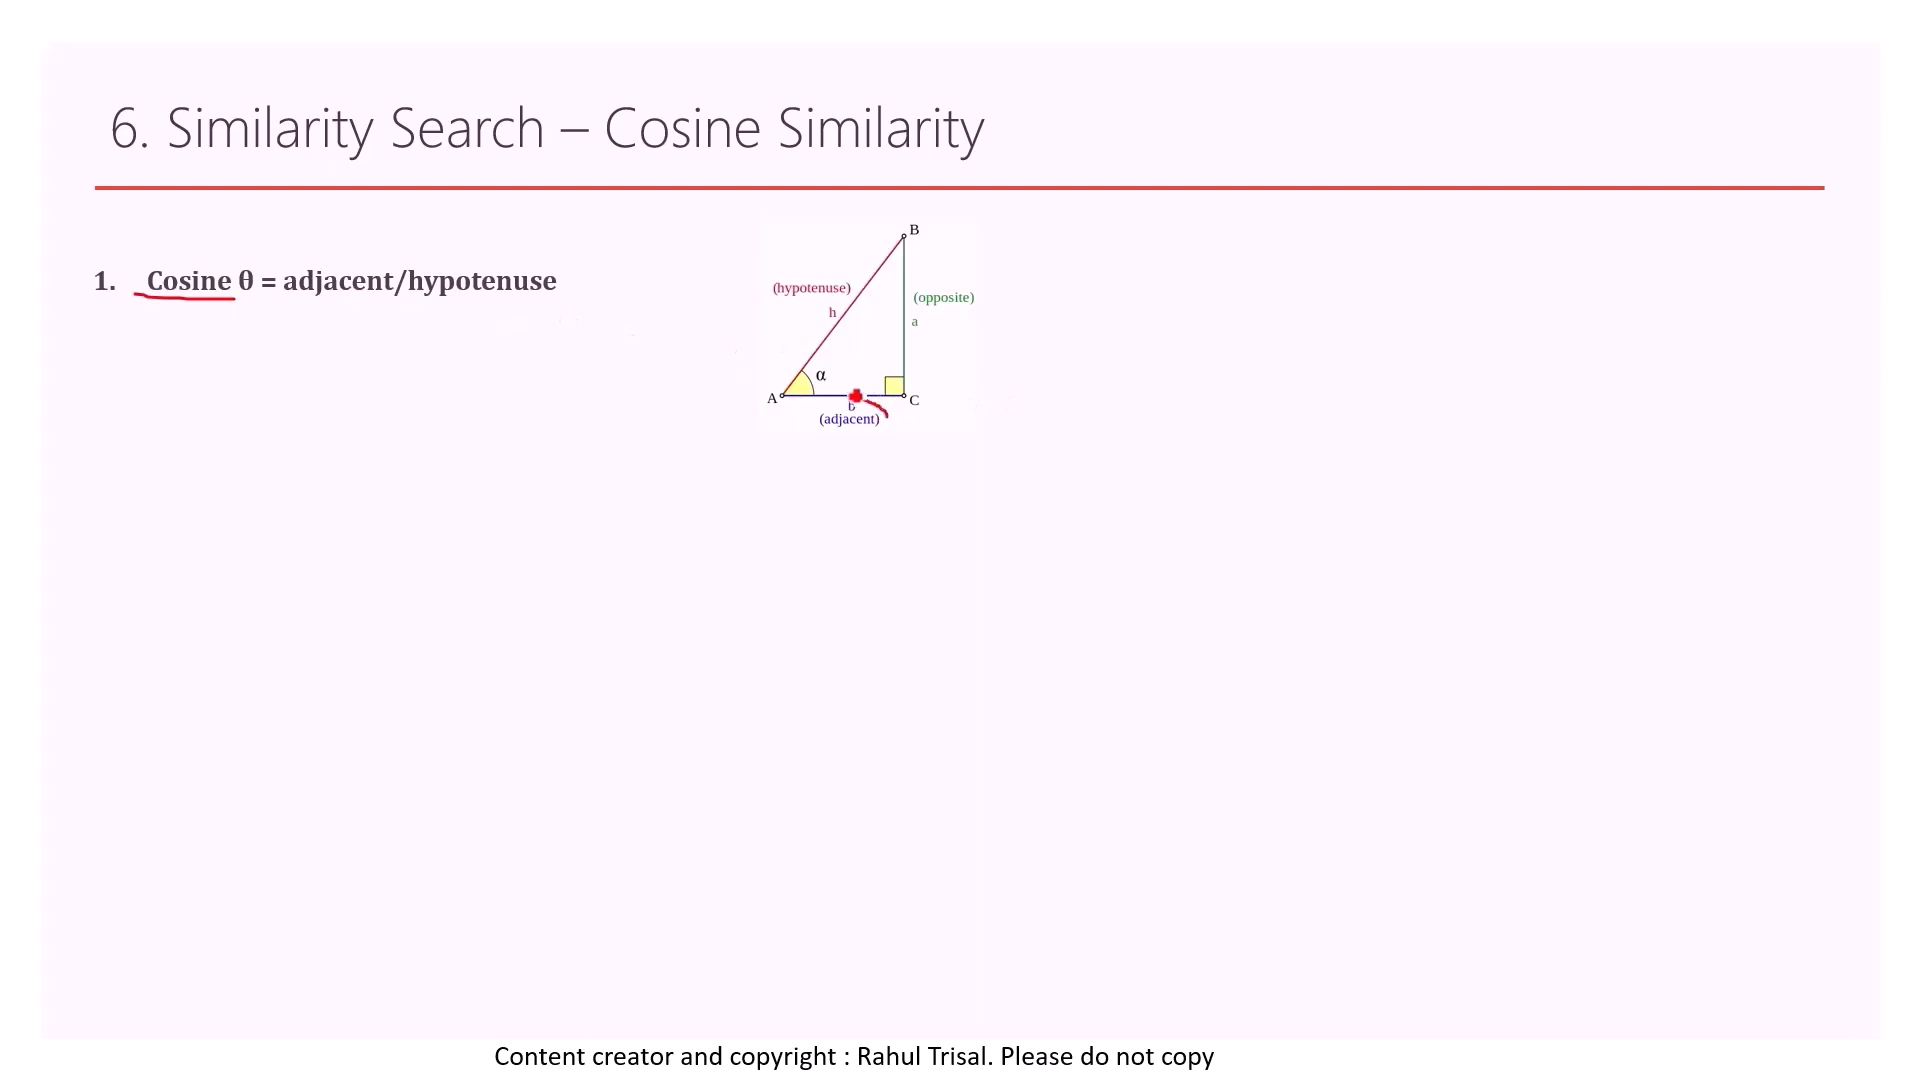 6. Similarity Search – Cosine Similarity
1. Cosine θ = adjacent/hypotenuse
B
(hypotenuse)
h
(opposite)
a
α
A
C
b
(adjacent)
Content creator and copyright : Rahul Trisal. Please do not copy